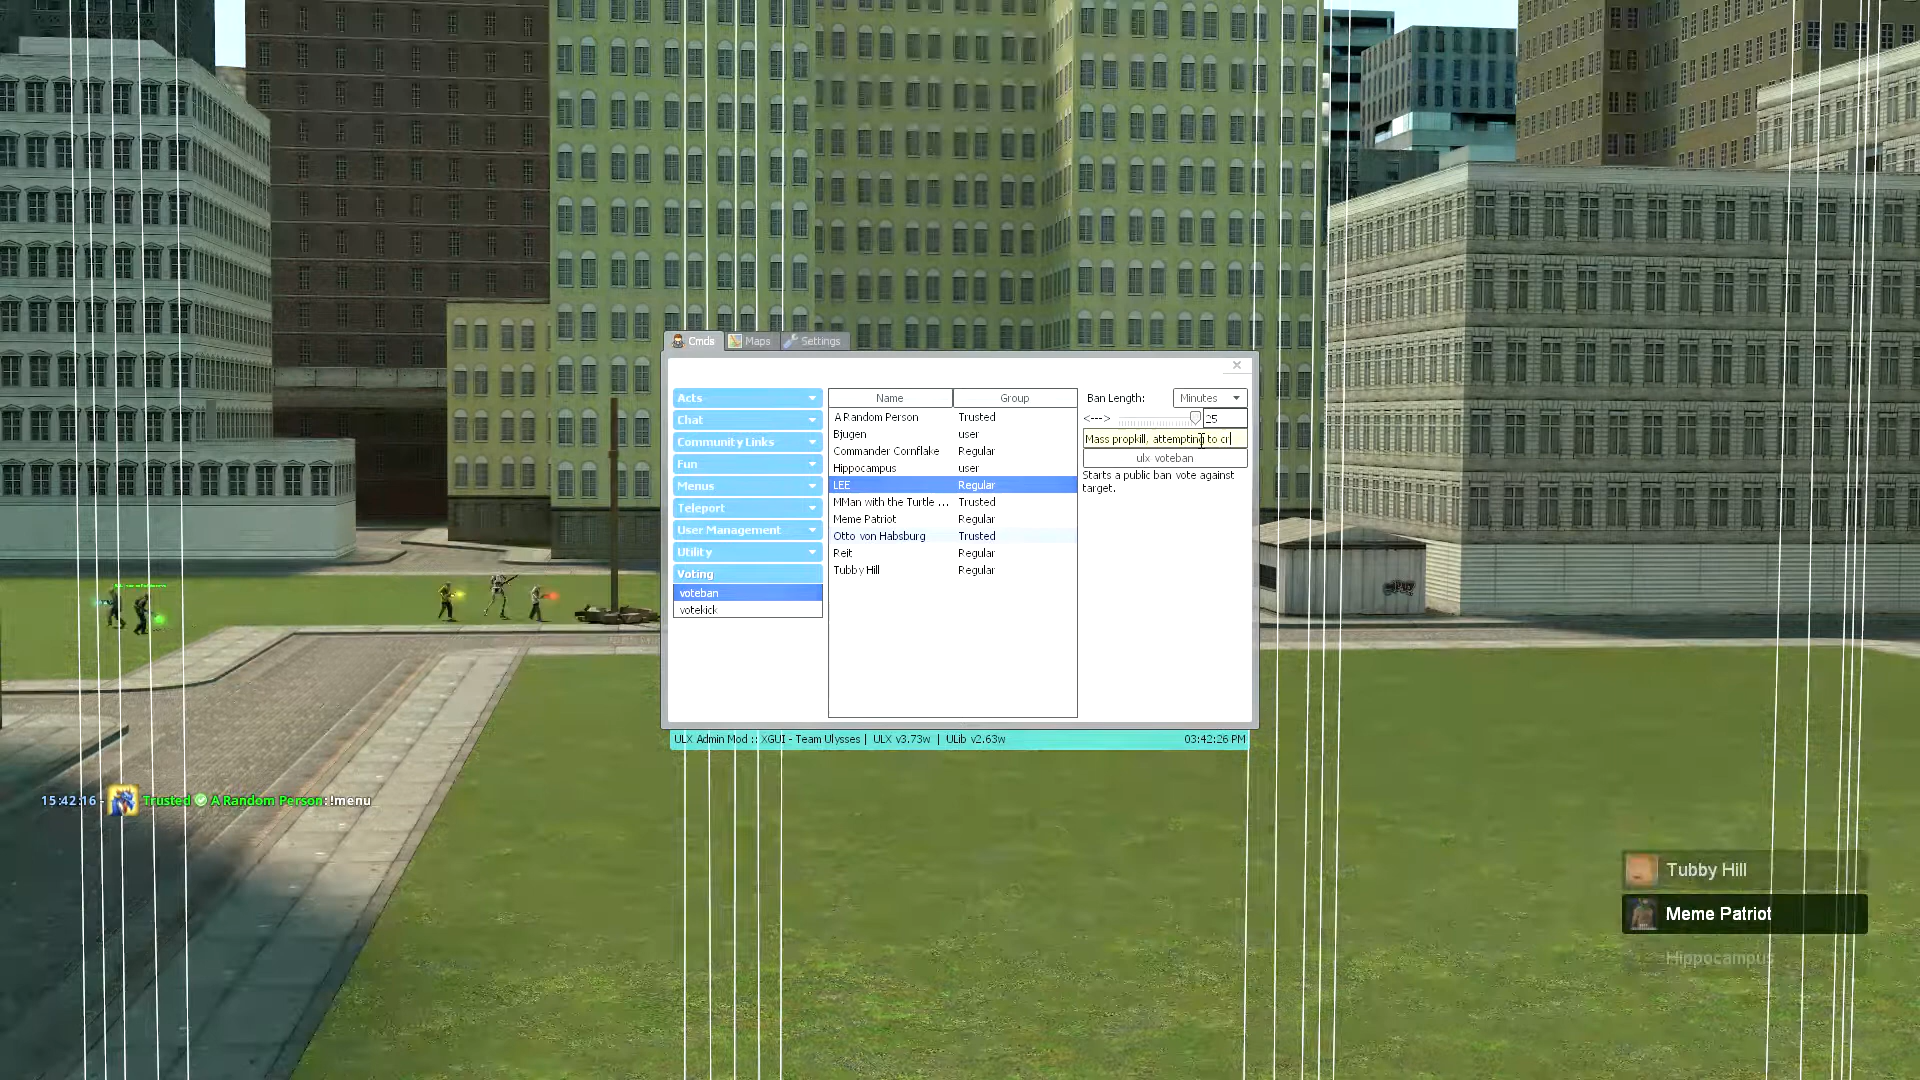 Cmds
Maps
Settings
Acts
Chat
Community Links
Fun
Menus
Teleport
User Management
Utility
Voting
voteban
votekick
Name Group
A Random Person Trusted
Bjugen user
Commander Cornflake Regular
Hippocampus user
LEE Regular
MMan with the Turtle ... Trusted
Meme Patriot Regular
Otto von Habsburg Trusted
Reit Regular
Tubby Hill Regular
Ban Length: Minutes
<---> 25
Mass propkill, attempting to cr
ulx voteban
Starts a public ban vote against
target.
ULX Admin Mod :: XGUI - Team Ulysses | ULX v3.73w | ULib v2.63w 03:42:26 PM
15:42:16 - Trusted A Random Person: !menu
Tubby Hill
Meme Patriot
Hippocampus